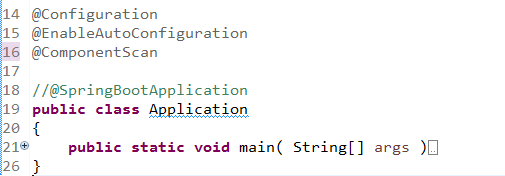 14 @Configuration
15 @EnableAutoConfiguration
16 @ComponentScan
17
18 //@SpringBootApplication
19 public class Application
20 {
21 public static void main( String[] args )
26 }